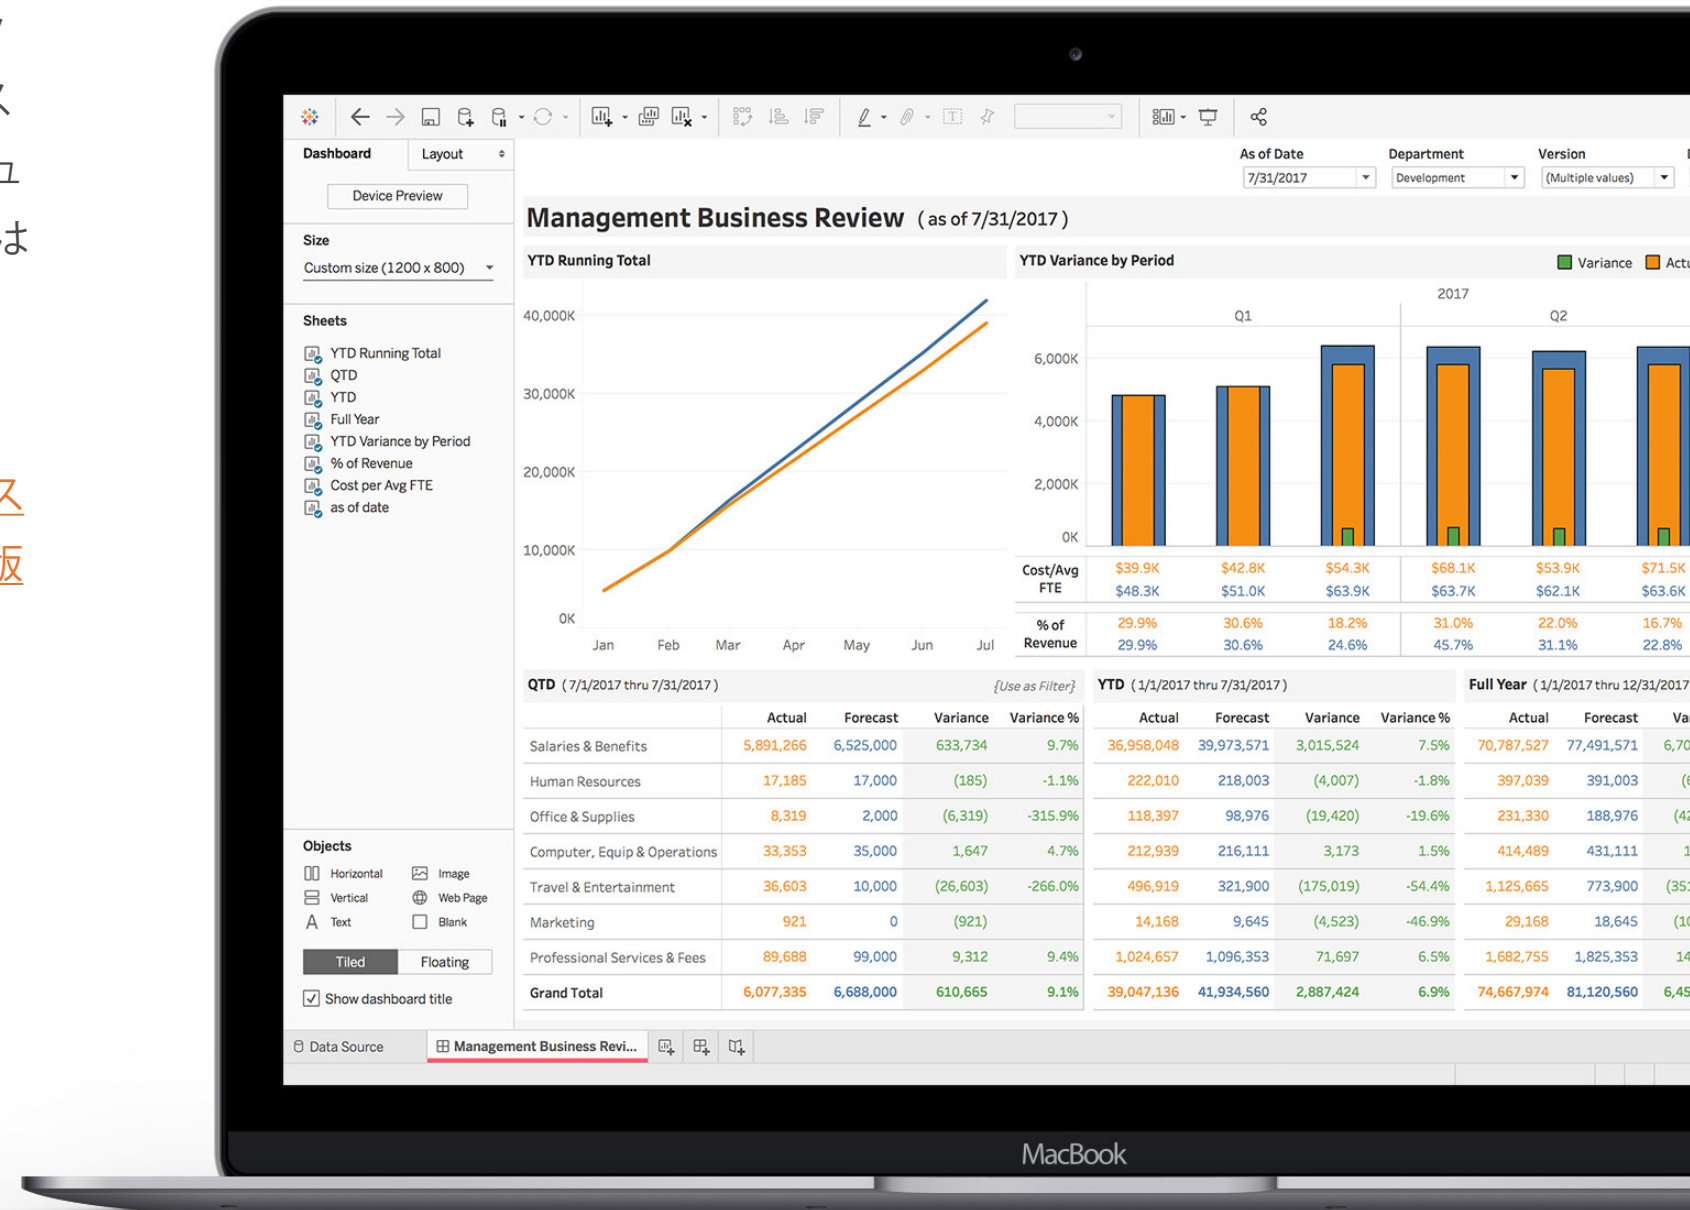 ス
ュ
は
ス
版
Dashboard
Layout
Device Preview
Size
Custom size (1200 x 800)
Sheets
YTD Running Total
QTD
YTD
Full Year
YTD Variance by Period
% of Revenue
Cost per Avg FTE
as of date
Objects
Horizontal Image
Vertical Web Page
A Text Blank
Tiled Floating
Show dashboard title
As of Date Department Version
7/31/2017 Development (Multiple values)
Management Business Review (as of 7/31/2017)
YTD Running Total
40,000K
30,000K
20,000K
10,000K
0K
Jan Feb Mar Apr May Jun Jul
YTD Variance by Period
Variance Actu
2017
Q1 Q2
6,000K
4,000K
2,000K
0K
Cost/Avg FTE
$39.9K $42.8K $54.3K $68.1K $53.9K $71.5K
$48.3K $51.0K $63.9K $63.7K $62.1K $63.6K
% of Revenue
29.9% 30.6% 18.2% 31.0% 22.0% 16.7%
29.9% 30.6% 24.6% 45.7% 31.1% 22.8%
QTD (7/1/2017 thru 7/31/2017) {Use as Filter} YTD (1/1/2017 thru 7/31/2017) Full Year (1/1/2017 thru 12/31/2017
Actual Forecast Variance Variance % Actual Forecast Variance Variance % Actual Forecast Va
Salaries & Benefits 5,891,266 6,525,000 633,734 9.7% 36,958,048 39,973,571 3,015,524 7.5% 70,787,527 77,491,571 6,70
Human Resources 17,185 17,000 (185) -1.1% 222,010 218,003 (4,007) -1.8% 397,039 391,003 (6
Office & Supplies 8,319 2,000 (6,319) -315.9% 118,397 98,976 (19,420) -19.6% 231,330 188,976 (42
Computer, Equip & Operations 33,353 35,000 1,647 4.7% 212,939 216,111 3,173 1.5% 414,489 431,111 1
Travel & Entertainment 36,603 10,000 (26,603) -266.0% 496,919 321,900 (175,019) -54.4% 1,125,665 773,900 (351
Marketing 921 0 (921) 14,168 9,645 (4,523) -46.9% 29,168 18,645 (10
Professional Services & Fees 89,688 99,000 9,312 9.4% 1,024,657 1,096,353 71,697 6.5% 1,682,755 1,825,353 14
Grand Total 6,077,335 6,688,000 610,665 9.1% 39,047,136 41,934,560 2,887,424 6.9% 74,667,974 81,120,560 6,45
Data Source Management Business Revi...
MacBook